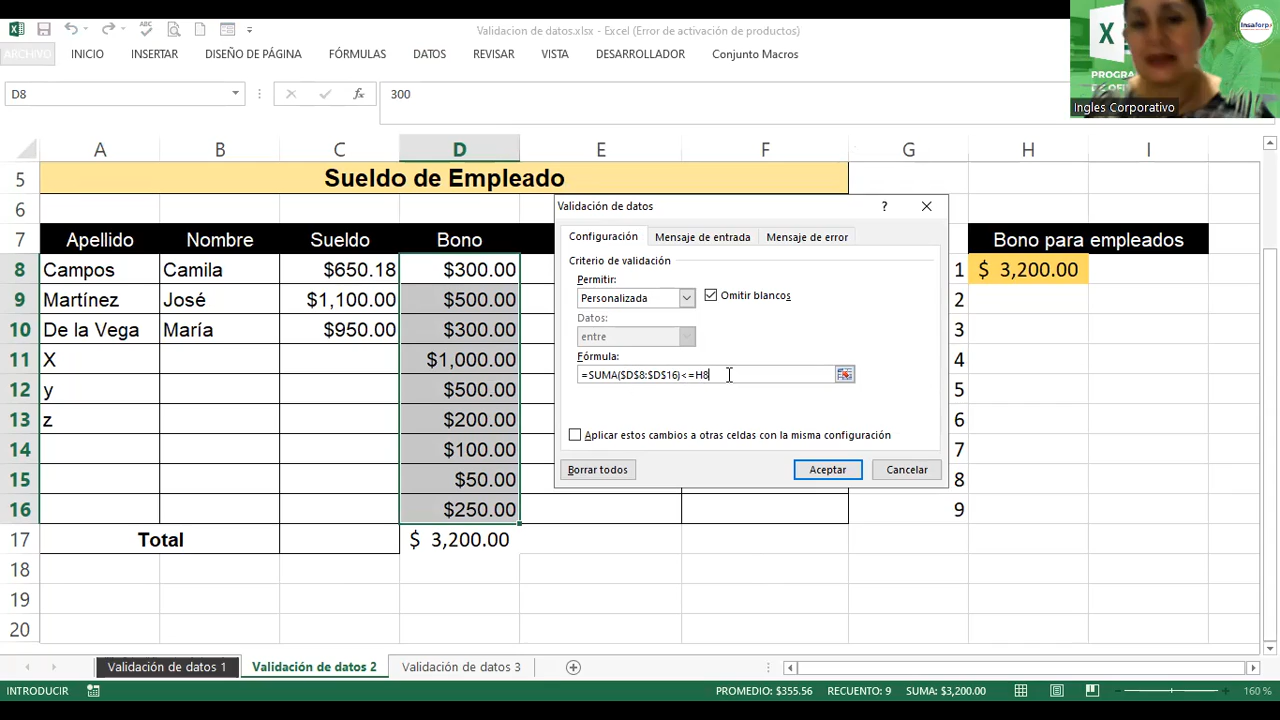 Validacion de datos.xlsx - Excel (Error de activación de productos)
ARCHIVO INICIO INSERTAR DISEÑO DE PÁGINA FÓRMULAS DATOS REVISAR VISTA DESARROLLADOR Conjunto Macros
X
Insaforp
PROGRA
DE OFI
Ingles Corporativo
D8 fx 300
A B C D E F G H I
5 Sueldo de Empleado
6
7 Apellido Nombre Sueldo Bono Bono para empleados
8 Campos Camila $650.18 $300.00 1 $ 3,200.00
9 Martínez José $1,100.00 $500.00 2
10 De la Vega María $950.00 $300.00 3
11 X $1,000.00 4
12 y $500.00 5
13 z $200.00 6
14 $100.00 7
15 $50.00 8
16 $250.00 9
17 Total $ 3,200.00
18
19
20
Validación de datos ?
Configuración Mensaje de entrada Mensaje de error
Criterio de validación
Permitir:
Personalizada Omitir blancos
Datos:
entre
Fórmula:
=SUMA($D$8:$D$16)<=H8
Aplicar estos cambios a otras celdas con la misma configuración
Borrar todos Aceptar Cancelar
Validación de datos 1 Validación de datos 2 Validación de datos 3
INTRODUCIR PROMEDIO: $355.56 RECUENTO: 9 SUMA: $3,200.00 160 %